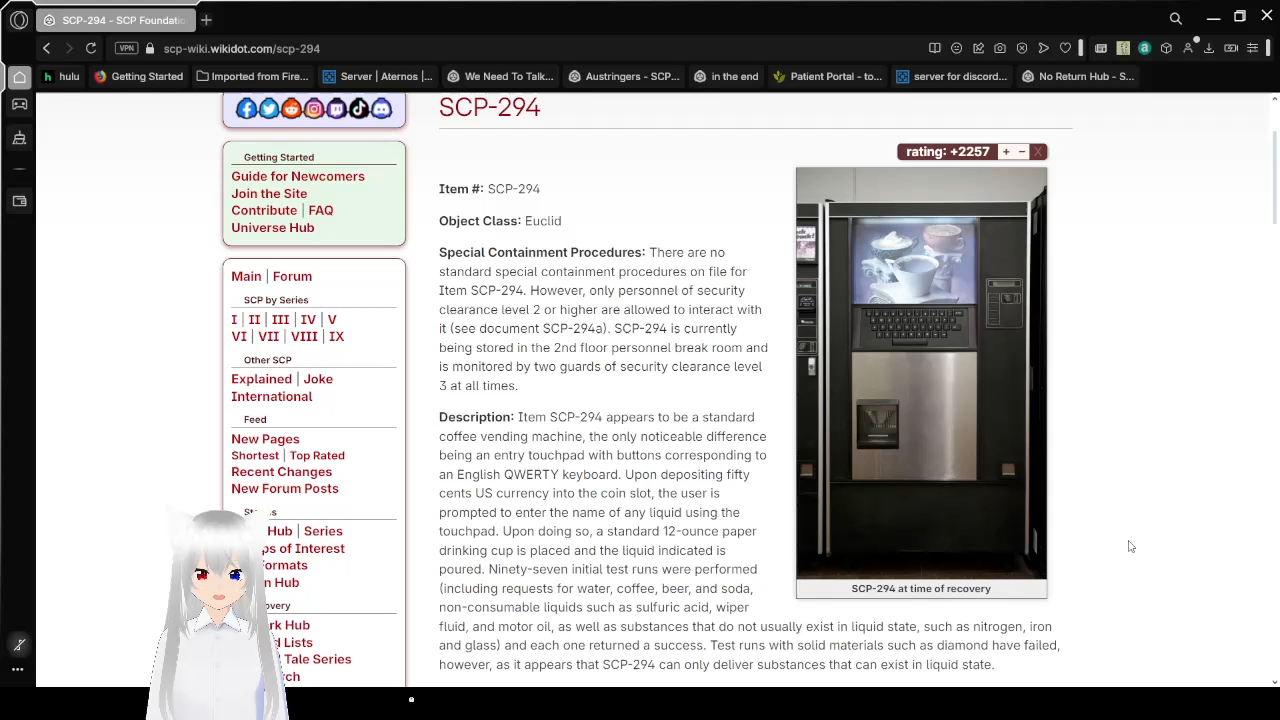 SCP-294 - SCP Foundatio
VPN
scp-wiki.wikidot.com/scp-294
hulu
Getting Started
Imported from Fire...
Server | Aternos |...
We Need To Talk...
Austringers - SCP...
in the end
Patient Portal - to...
server for discord...
No Return Hub - S...
SCP-294
Getting Started
Guide for Newcomers
Join the Site
Contribute | FAQ
Universe Hub
Main | Forum
SCP by Series
I | II | III | IV | V
VI | VII | VIII | IX
Other SCP
Explained | Joke
International
Feed
New Pages
Shortest | Top Rated
Recent Changes
New Forum Posts
Hub | Series
ps of Interest
ormats
n Hub
overy
rk Hub
d Lists
Tale Series
rch
rating: +2257 + − X
Item #: SCP-294
Object Class: Euclid
Special Containment Procedures: There are no
standard special containment procedures on file for
Item SCP-294. However, only personnel of security
clearance level 2 or higher are allowed to interact with
it (see document SCP-294a). SCP-294 is currently
being stored in the 2nd floor personnel break room and
is monitored by two guards of security clearance level
3 at all times.
Description: Item SCP-294 appears to be a standard
coffee vending machine, the only noticeable difference
being an entry touchpad with buttons corresponding to
an English QWERTY keyboard. Upon depositing fifty
cents US currency into the coin slot, the user is
prompted to enter the name of any liquid using the
touchpad. Upon doing so, a standard 12-ounce paper
drinking cup is placed and the liquid indicated is
poured. Ninety-seven initial test runs were performed
(including requests for water, coffee, beer, and soda,
non-consumable liquids such as sulfuric acid, wiper
fluid, and motor oil, as well as substances that do not usually exist in liquid state, such as nitrogen, iron
and glass) and each one returned a success. Test runs with solid materials such as diamond have failed,
however, as it appears that SCP-294 can only deliver substances that can exist in liquid state.
SCP-294 at time of recovery